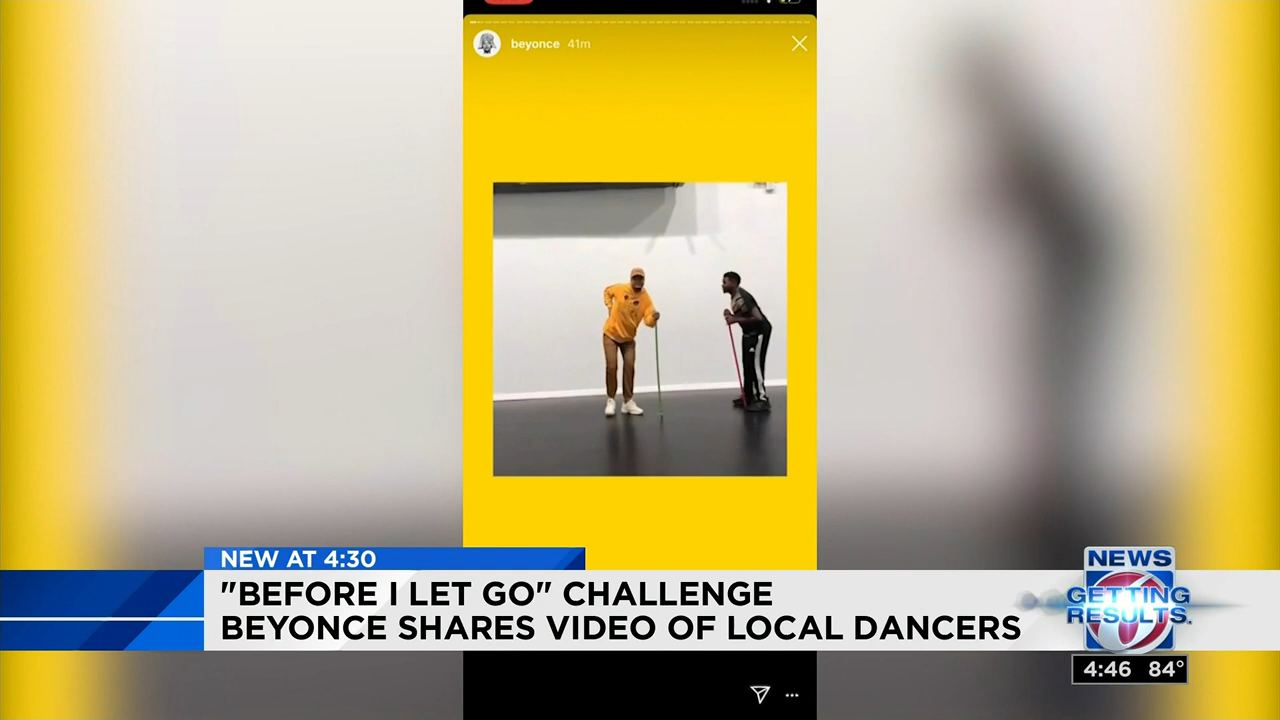 beyonce 41m
NEW AT 4:30
"BEFORE I LET GO" CHALLENGE
BEYONCE SHARES VIDEO OF LOCAL DANCERS
NEWS
6
GETTING
RESULTS.
4:46 84°